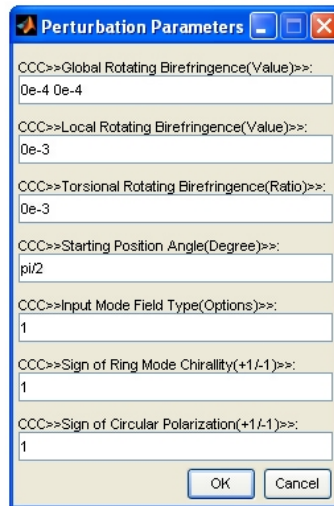 Perturbation Parameters
CCC>>Global Rotating Birefringence(Value)>>:
0e-4 0e-4
CCC>>Local Rotating Birefringence(Value)>>:
0e-3
CCC>>Torsional Rotating Birefringence(Ratio)>>:
0e-3
CCC>>Starting Position Angle(Degree)>>:
pi/2
CCC>>Input Mode Field Type(Options)>>:
1
CCC>>Sign of Ring Mode Chirallity(+1/-1)>>:
1
CCC>>Sign of Circular Polarization(+1/-1)>>:
1
OK Cancel